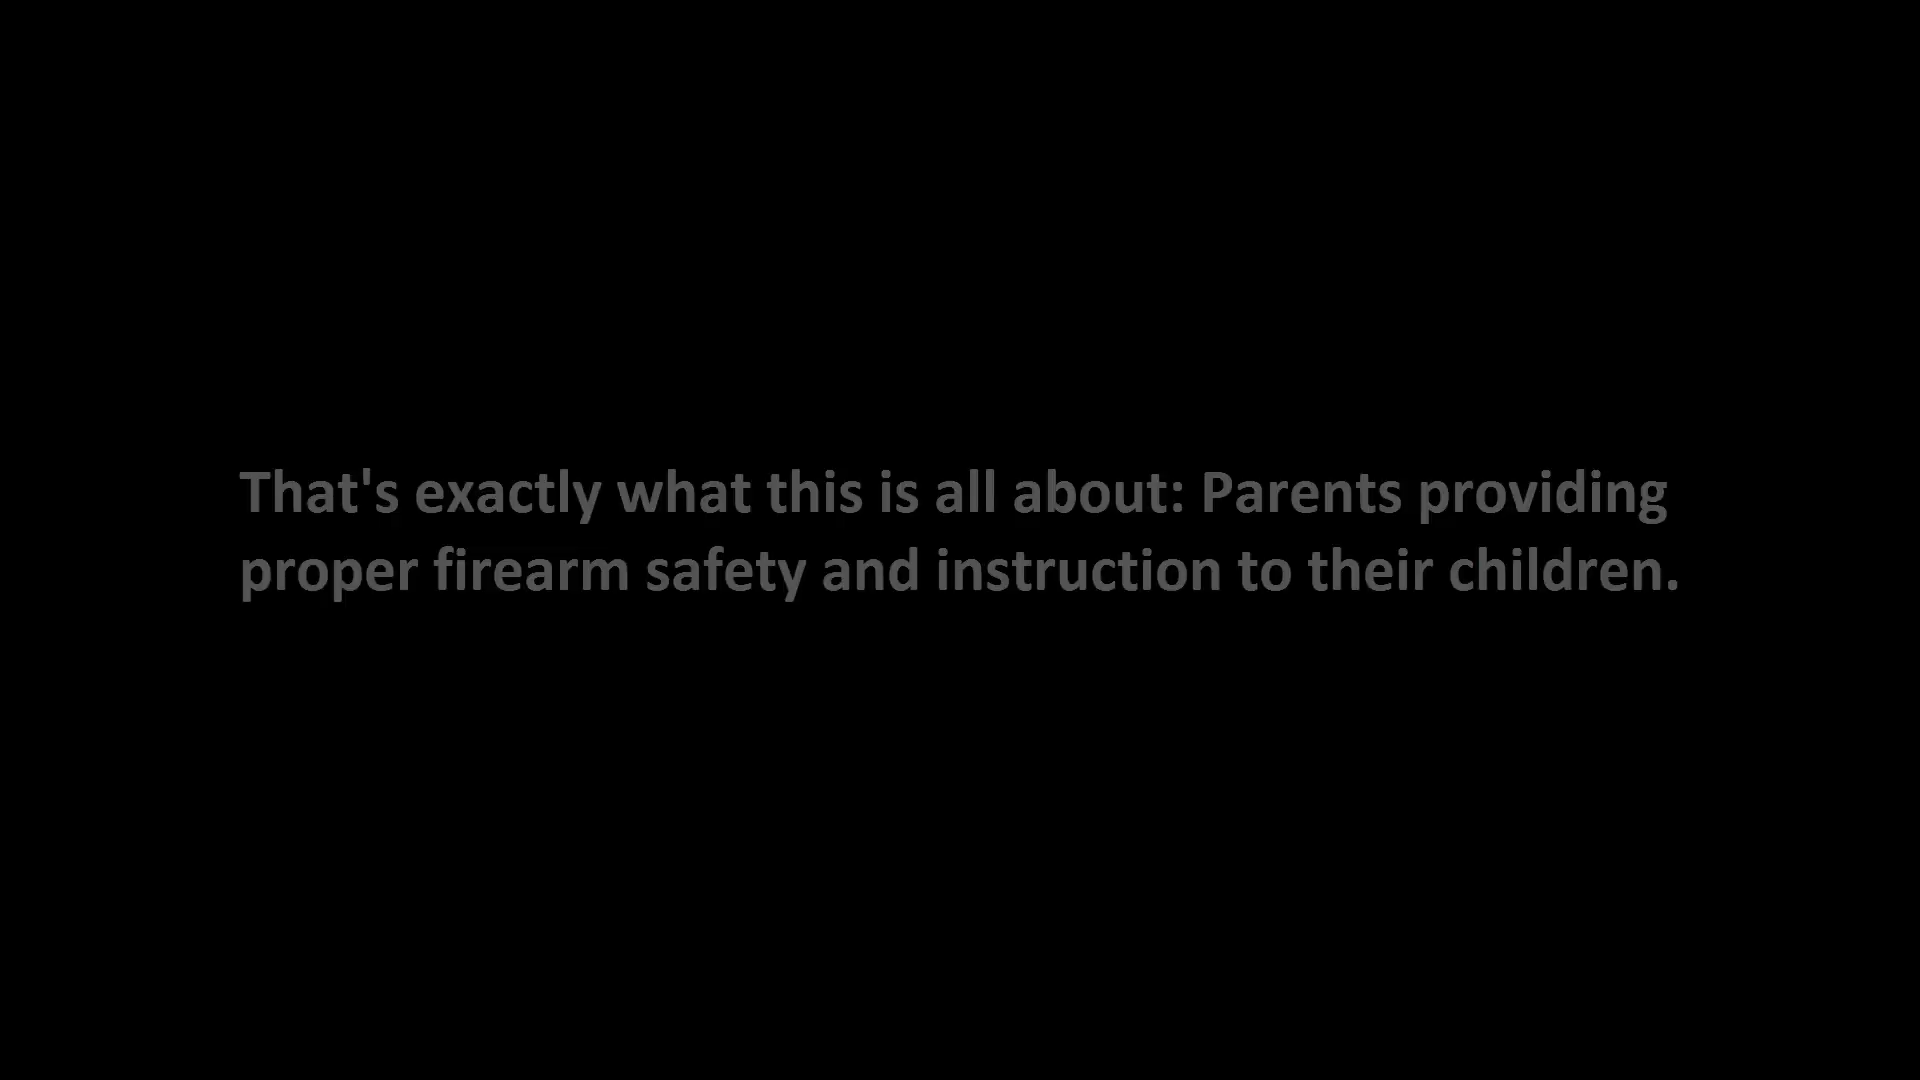 That's exactly what this is all about: Parents providing
proper firearm safety and instruction to their children.